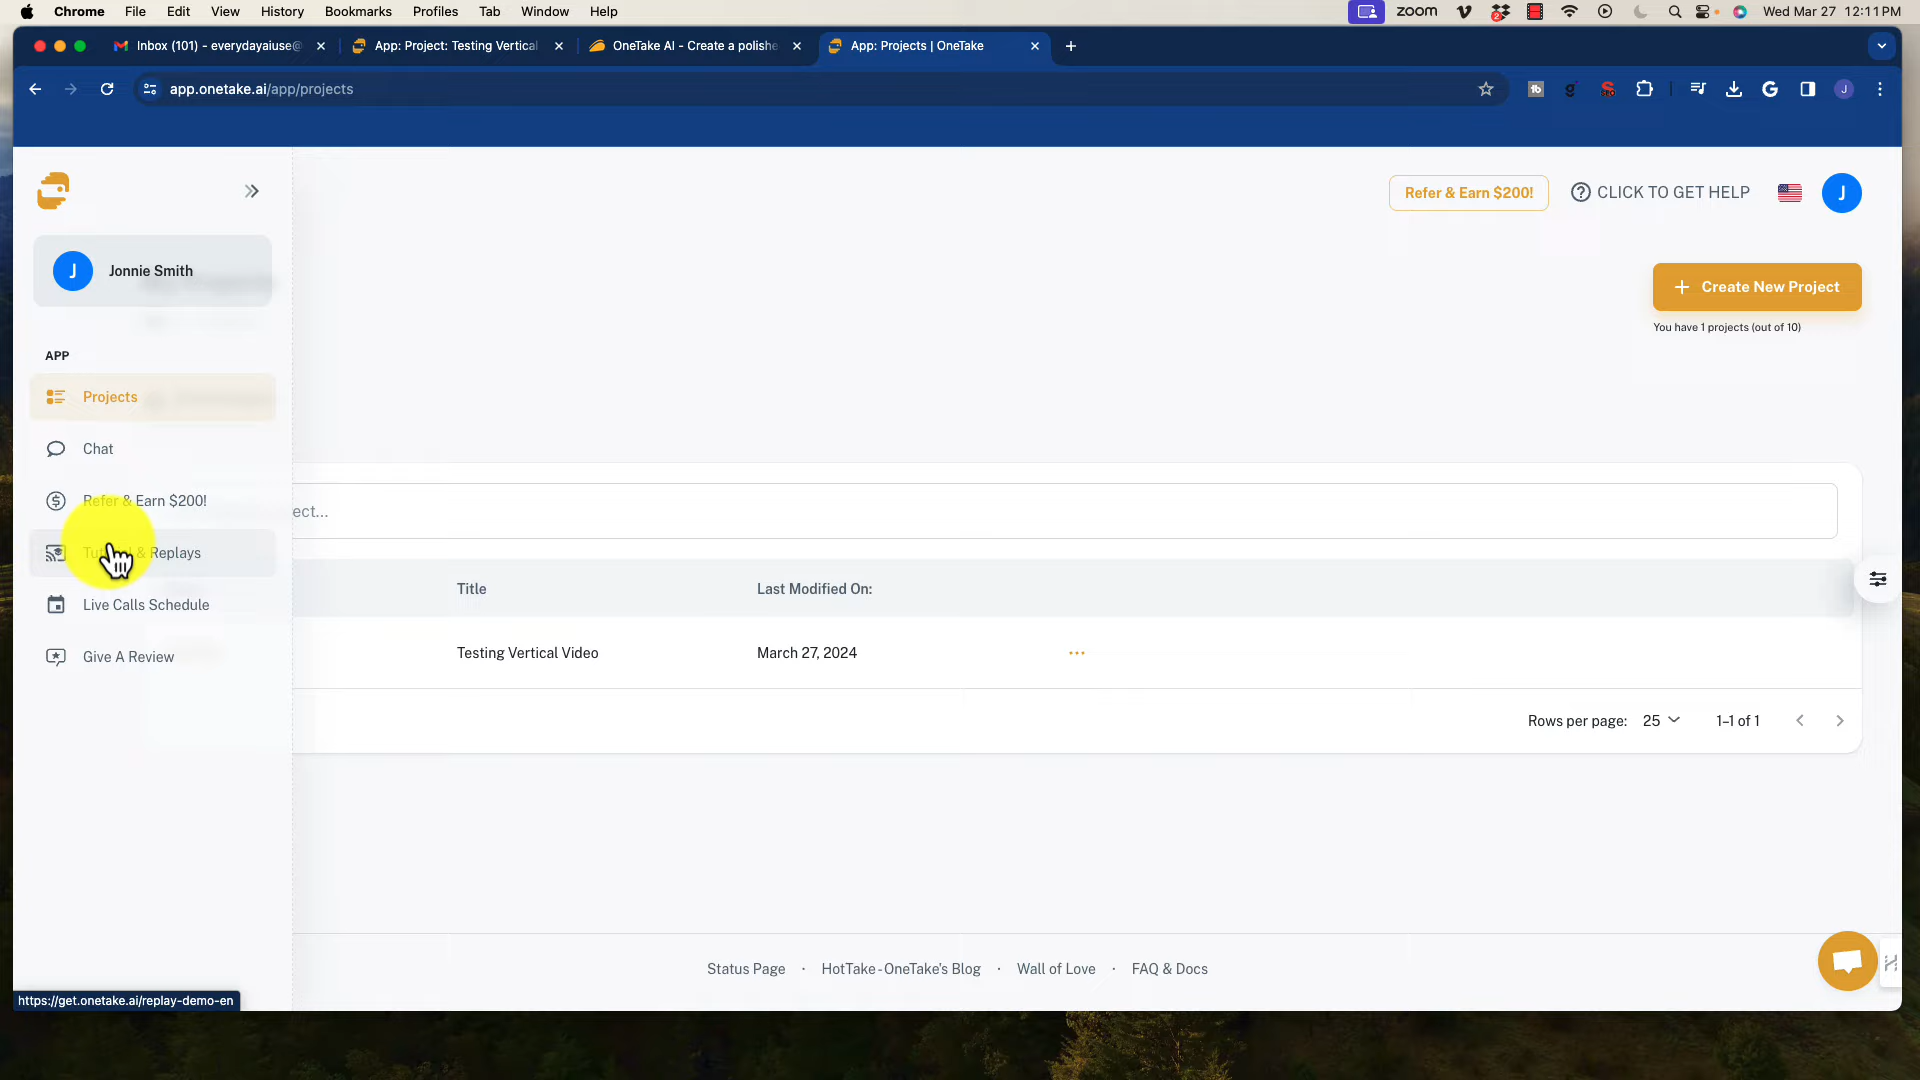 Chrome File Edit View History Bookmarks Profiles Tab Window Help
zoom
2
Wed Mar 27 12:11 PM
Inbox (101) - everydayaiuse@
App: Project: Testing Vertical
OneTake AI - Create a polishe
App: Projects | OneTake
app.onetake.ai/app/projects
Refer & Earn $200!
CLICK TO GET HELP
J
J
Jonnie Smith
Create New Project
You have 1 projects (out of 10)
APP
Projects
Chat
Refer & Earn $200!
ect...
& Replays
Live Calls Schedule
Give A Review
Title
Last Modified On:
Testing Vertical Video
March 27, 2024
Rows per page: 25
1–1 of 1
Status Page · HotTake - OneTake's Blog · Wall of Love · FAQ & Docs
https://get.onetake.ai/replay-demo-en